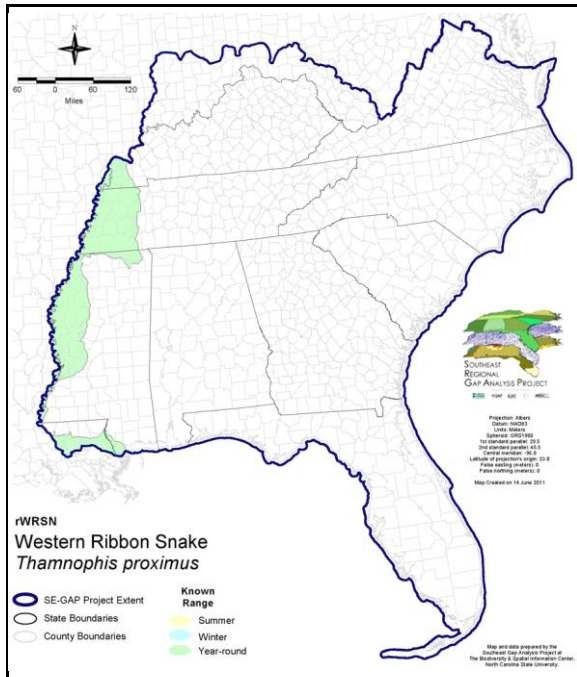 N
60 0 60 120
Miles
SOUTHEAST
REGIONAL
GAP ANALYSIS PROJECT
Projection: Albers
Datum: NAD83
Units: Meters
Spheroid: GRS1980
1st standard parallel: 29.5
2nd standard parallel: 45.5
Central meridian: -96.0
Latitude of projection's origin: 23.0
False easting (meters): 0
False northing (meters): 0
Map Created on 14 June 2011
rWRSN
Western Ribbon Snake
Thamnophis proximus
SE-GAP Project Extent
State Boundaries
County Boundaries
Known
Range
Summer
Winter
Year-round
Map and data prepared by the
Southeast Gap Analysis Project at
The Biodiversity & Spatial Information Center,
North Carolina State University.